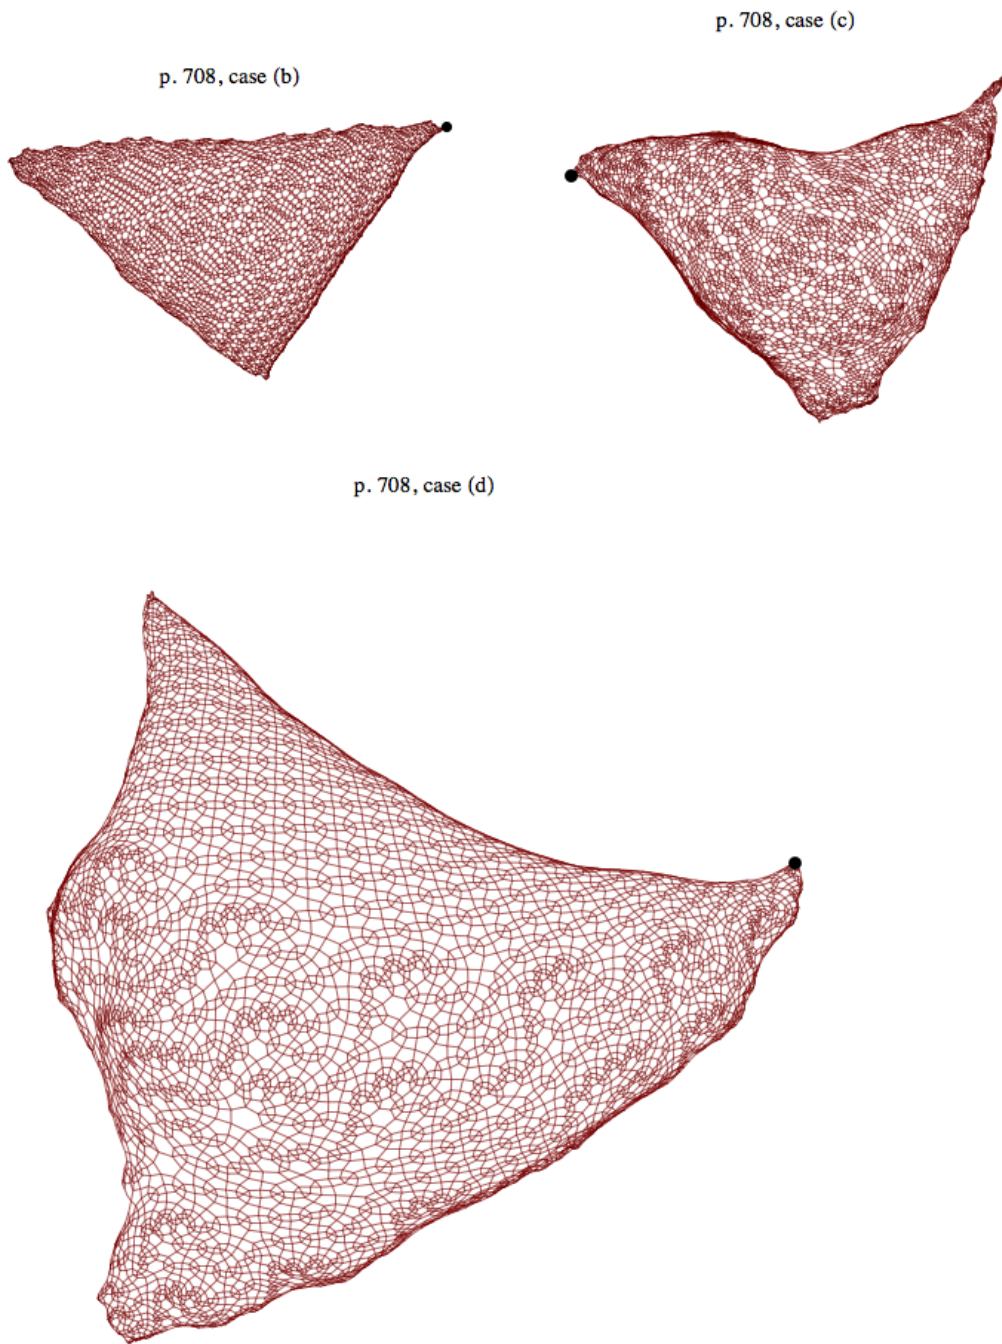 p. 708, case (c)
p. 708, case (b)
p. 708, case (d)